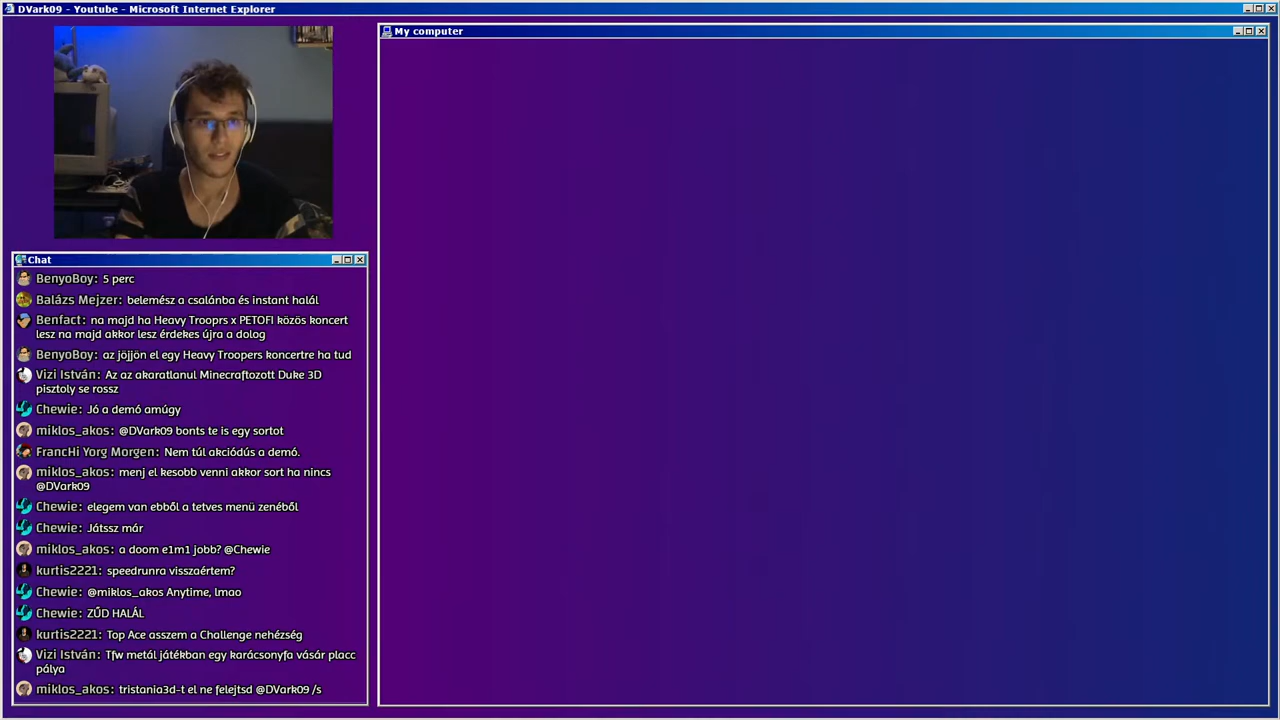 DVark09 - Youtube - Microsoft Internet Explorer
My computer
Chat
BenyoBoy: 5 perc
Balázs Mejzer: belemész a csalánba és instant halál
Benfact: na majd ha Heavy Trooprs x PETOFI közös koncert
lesz na majd akkor lesz érdekes újra a dolog
BenyoBoy: az jöjjön el egy Heavy Troopers koncertre ha tud
Vizi István: Az az akaratlanul Minecraftozott Duke 3D
pisztoly se rossz
Chewie: Jó a demó amúgy
miklos_akos: @DVark09 bonts te is egy sortot
FrancHi Yorg Morgen: Nem túl akciódús a demó.
miklos_akos: menj el kesobb venni akkor sort ha nincs
@DVark09
Chewie: elegem van ebből a tetves menü zenéből
Chewie: Játssz már
miklos_akos: a doom e1m1 jobb? @Chewie
kurtis2221: speedrunra visszaértem?
Chewie: @miklos_akos Anytime, lmao
Chewie: ZŰD HALÁL
kurtis2221: Top Ace asszem a Challenge nehézség
Vizi István: Tfw metál játékban egy karácsonyfa vásár placc
pálya
miklos_akos: tristania3d-t el ne felejtsd @DVark09 /s